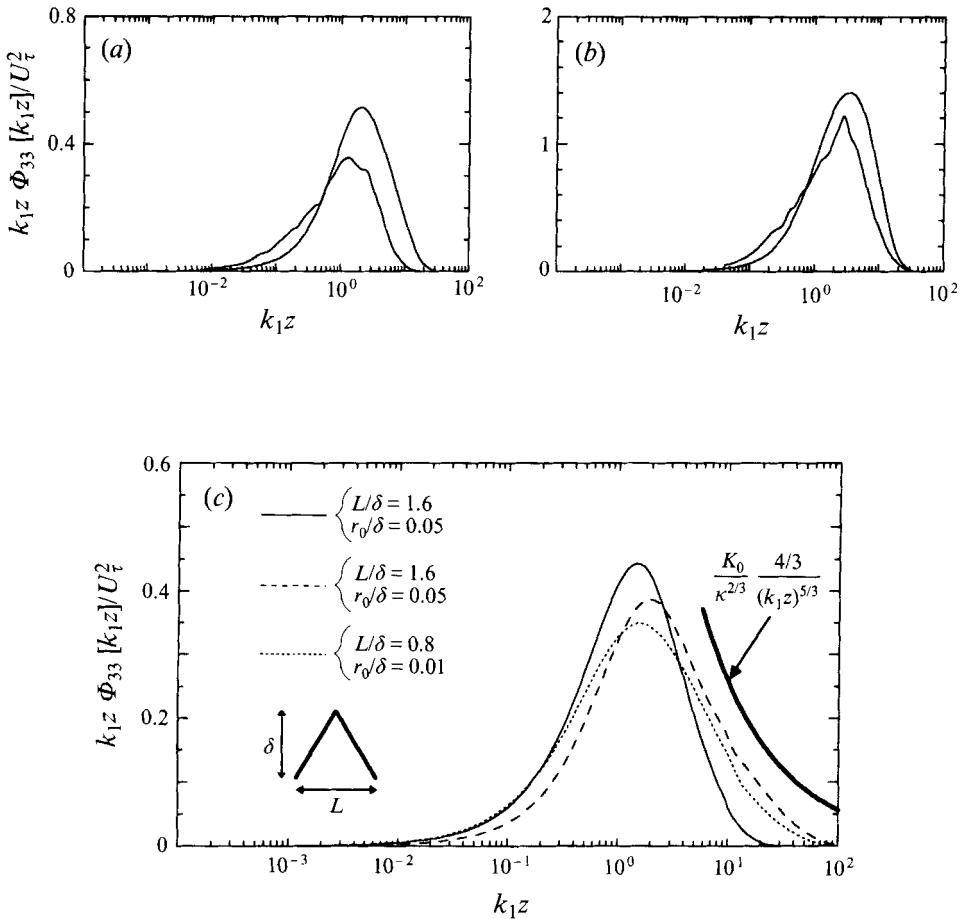 (a)
k₁z Φ₃₃ [k₁z]/U²τ
0.8
0.4
0
10⁻²
10⁰
10²
k₁z
(b)
2
1
0
10⁻²
10⁰
10²
k₁z
(c)
k₁z Φ₃₃ [k₁z]/U²τ
0.6
0.4
0.2
0
L/δ = 1.6
r₀/δ = 0.05
L/δ = 1.6
r₀/δ = 0.05
L/δ = 0.8
r₀/δ = 0.01
δ
L
K₀/κ^2/3 4/3/(k₁z)^5/3
10⁻³
10⁻²
10⁻¹
10⁰
10¹
10²
k₁z